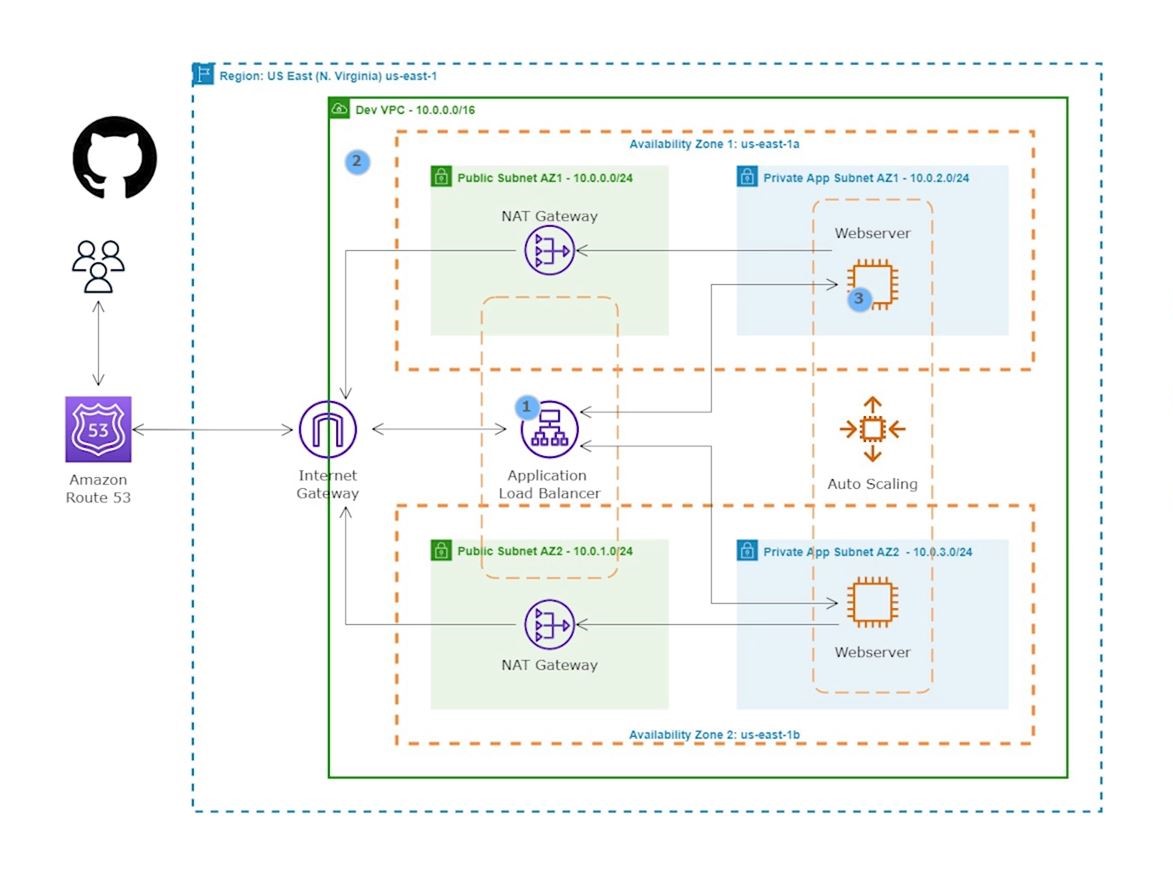 Region: US East (N. Virginia) us-east-1
Dev VPC - 10.0.0.0/16
Availability Zone 1: us-east-1a
2
Public Subnet AZ1 - 10.0.0.0/24
Private App Subnet AZ1 - 10.0.2.0/24
NAT Gateway
Webserver
3
1
53
Amazon
Route 53
Internet
Gateway
Application
Load Balancer
Auto Scaling
Public Subnet AZ2 - 10.0.1.0/24
Private App Subnet AZ2 - 10.0.3.0/24
NAT Gateway
Webserver
Availability Zone 2: us-east-1b